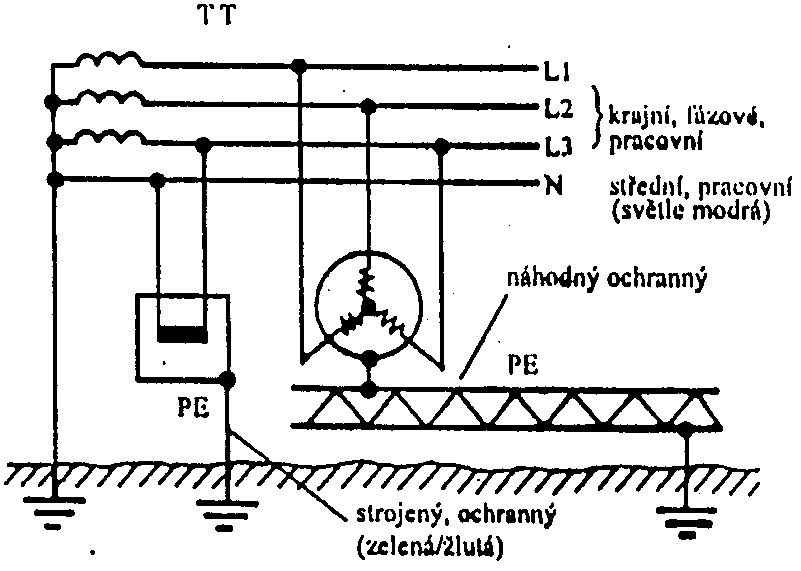 TT
L1
L2
krajní, fázové,
pracovní
L3
N
střední, pracovní
(světle modrá)
náhodný ochranný
PE
PE
strojený, ochranný
(zelená/žlutá)